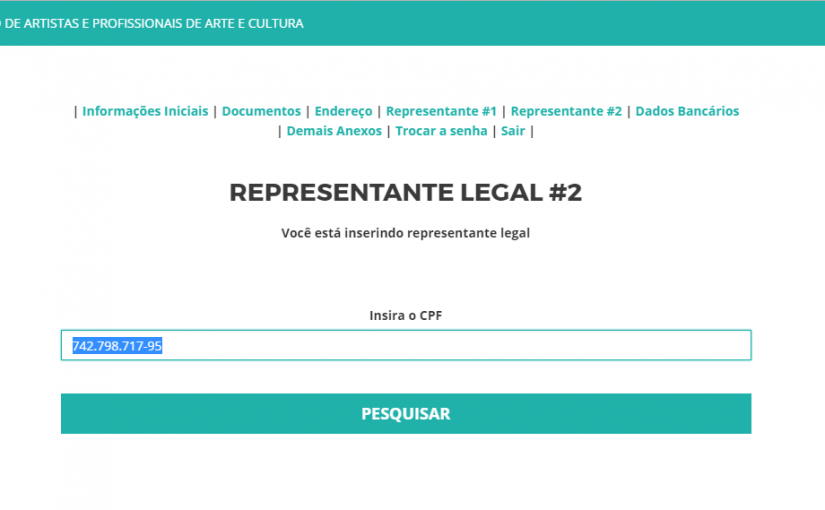 DE ARTISTAS E PROFISSIONAIS DE ARTE E CULTURA
| Informações Iniciais | Documentos | Endereço | Representante #1 | Representante #2 | Dados Bancários
| Demais Anexos | Trocar a senha | Sair |
REPRESENTANTE LEGAL #2
Você está inserindo representante legal
Insira o CPF
742.798.717-95
PESQUISAR